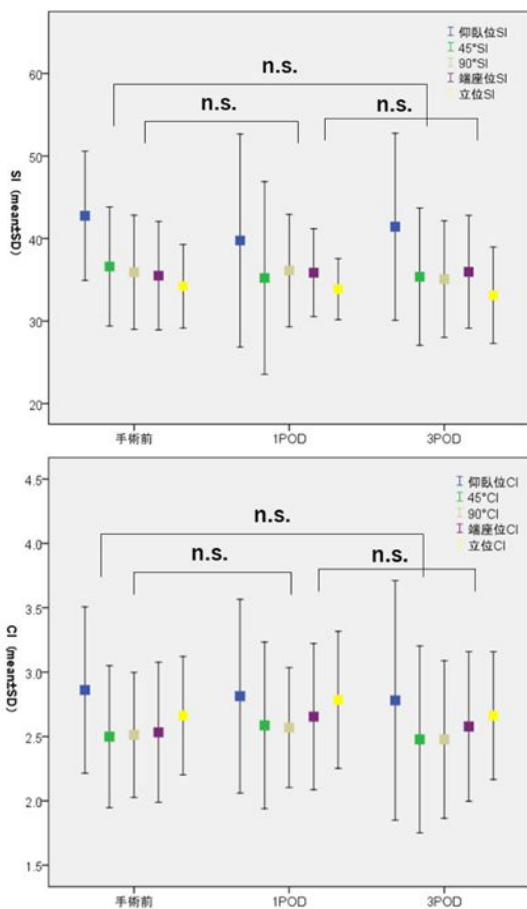 仰臥位SI
45°SI
90°SI
端座位SI
立位SI
n.s.
n.s.
n.s.
SI (mean±SD)
60
50
40
30
20
手術前 1POD 3POD
仰臥位CI
45°CI
90°CI
端座位CI
立位CI
n.s.
n.s.
n.s.
CI (mean±SD)
4.5
4.0
3.5
3.0
2.5
2.0
1.5
手術前 1POD 3POD